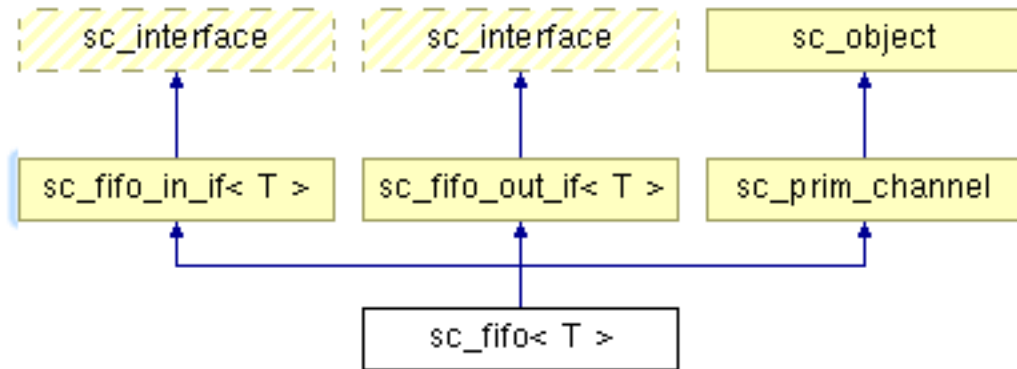 sc_interface
sc_interface
sc_object
sc_fifo_in_if< T >
sc_fifo_out_if< T >
sc_prim_channel
sc_fifo< T >